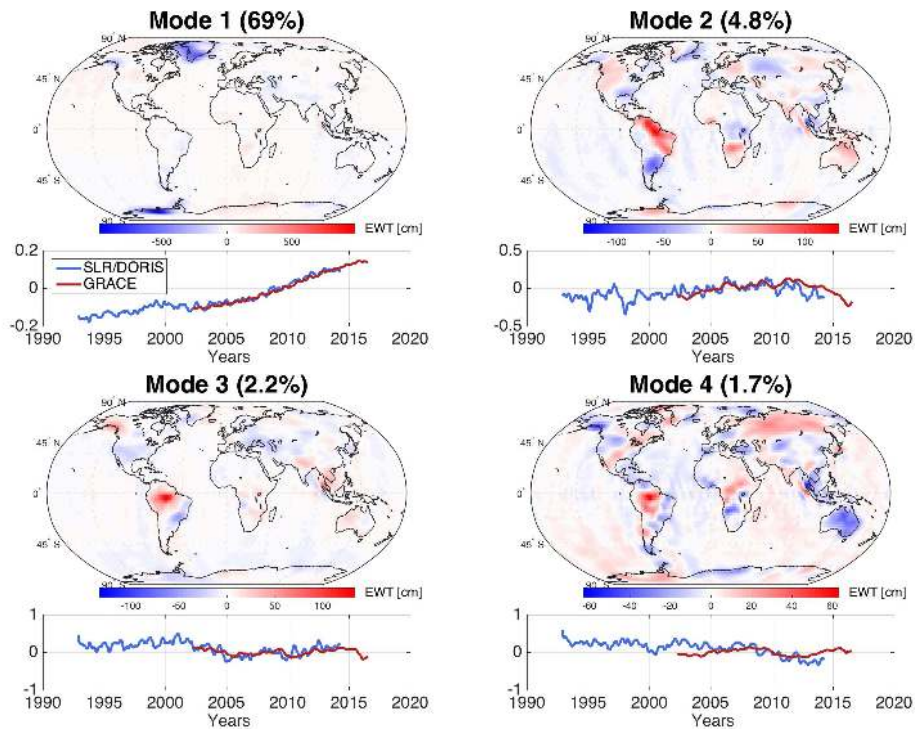 Mode 1 (69%)
90° N
45° N
0°
45° S
90° S
-500 0 500
EWT [cm]
0.2
0
-0.2
SLR/DORIS
GRACE
1990 1995 2000 2005 2010 2015 2020
Years
Mode 2 (4.8%)
90° N
45° N
0°
45° S
90° S
-100 -50 0 50 100
EWT [cm]
0.5
0
-0.5
1990 1995 2000 2005 2010 2015 2020
Years
Mode 3 (2.2%)
90° N
45° N
0°
45° S
90° S
-100 -50 0 50 100
EWT [cm]
1
0
-1
1990 1995 2000 2005 2010 2015 2020
Years
Mode 4 (1.7%)
90° N
45° N
0°
45° S
90° S
-60 -40 -20 0 20 40 60
EWT [cm]
1
0
-1
1990 1995 2000 2005 2010 2015 2020
Years